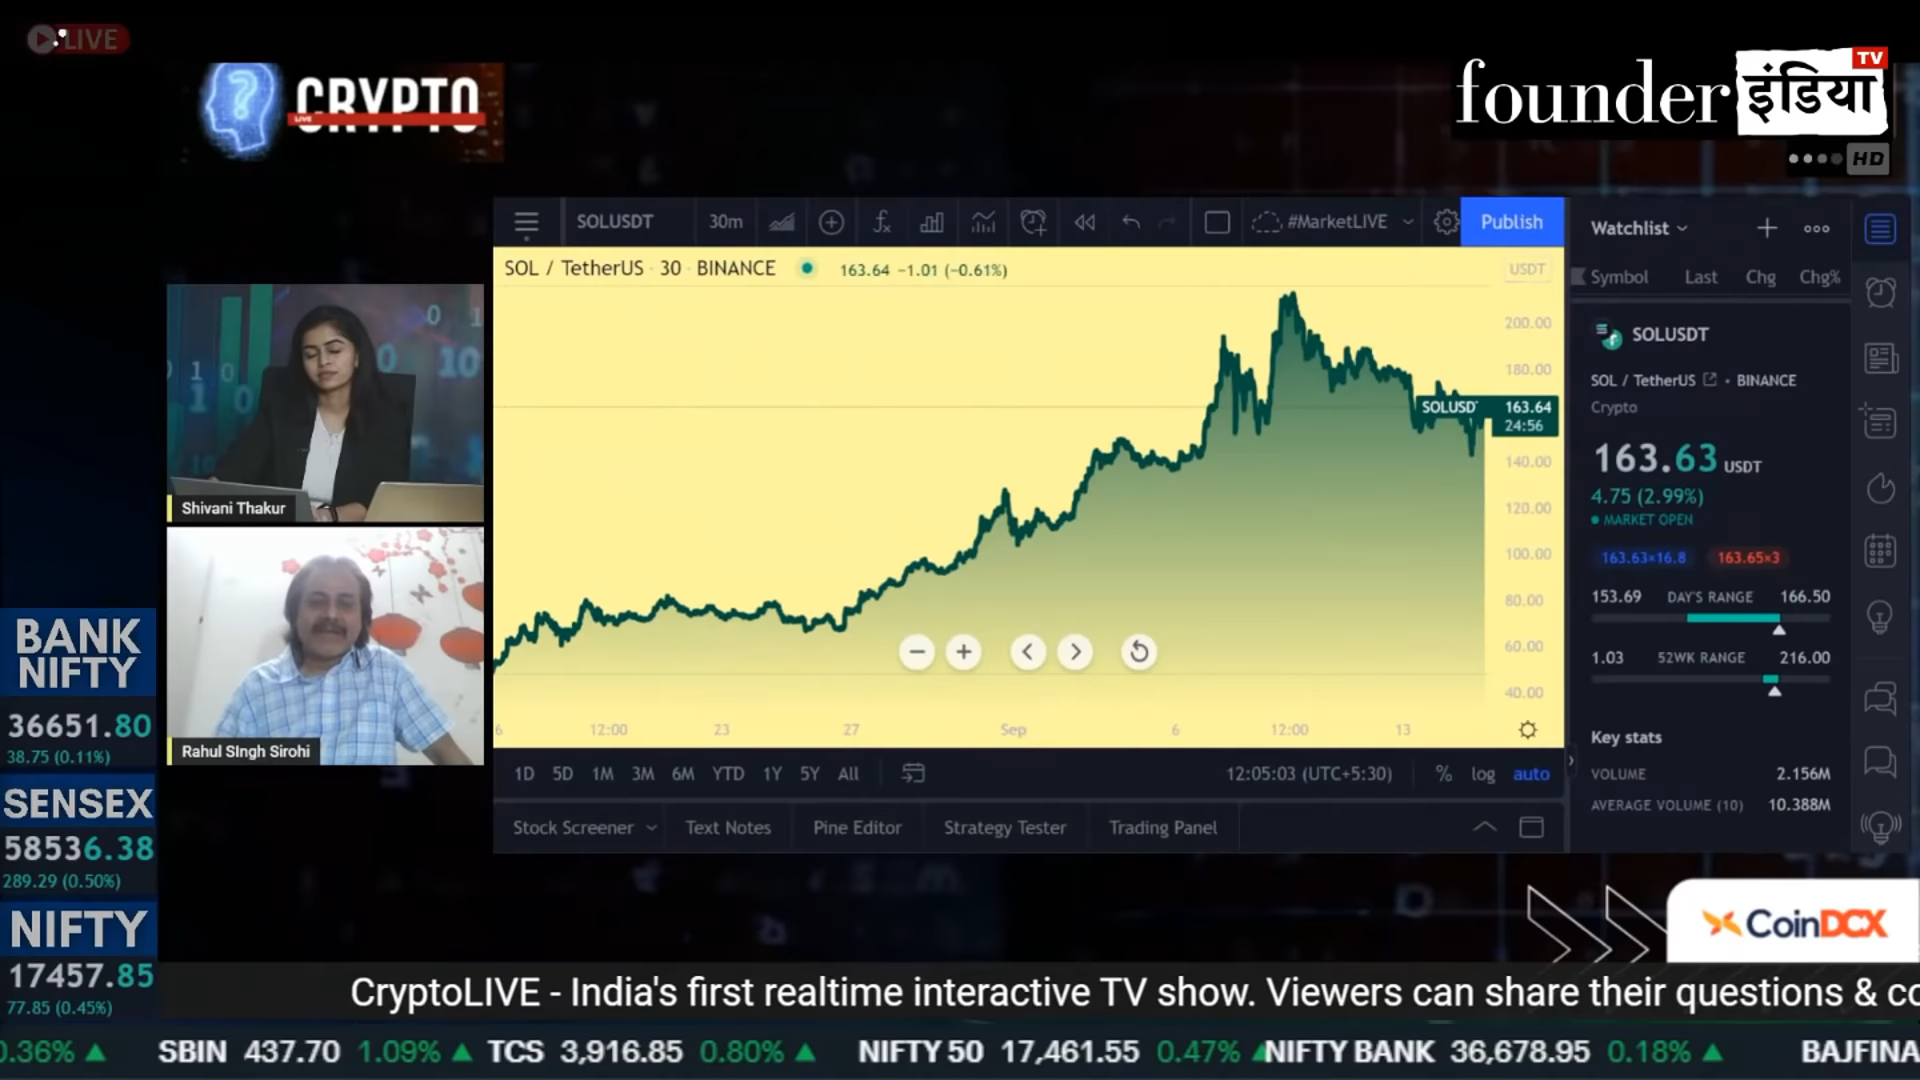 LIVE
CRYPTO
LIVE
founder इंडिया TV
HD
SOLUSDT 30m #MarketLIVE Publish
SOL / TetherUS · 30 · BINANCE 163.64 −1.01 (−0.61%)
USDT
200.00
180.00
SOLUSD 163.64
24:56
140.00
120.00
100.00
80.00
60.00
40.00
6 12:00 23 27 Sep 6 12:00 13
1D 5D 1M 3M 6M YTD 1Y 5Y All 12:05:03 (UTC+5:30) % log auto
Stock Screener Text Notes Pine Editor Strategy Tester Trading Panel
Watchlist
Symbol Last Chg Chg%
SOLUSDT
SOL / TetherUS • BINANCE
Crypto
163.63 USDT
4.75 (2.99%)
MARKET OPEN
163.63×16.8 163.65×3
153.69 DAY'S RANGE 166.50
1.03 52WK RANGE 216.00
Key stats
VOLUME 2.156M
AVERAGE VOLUME (10) 10.388M
Shivani Thakur
Rahul SIngh Sirohi
BANK
NIFTY
36651.80
38.75 (0.11%)
SENSEX
58536.38
289.29 (0.50%)
NIFTY
17457.85
77.85 (0.45%)
CoinDCX
CryptoLIVE - India's first realtime interactive TV show. Viewers can share their questions & co
0.36% ▲ SBIN 437.70 1.09% ▲ TCS 3,916.85 0.80% ▲ NIFTY 50 17,461.55 0.47% ▲ NIFTY BANK 36,678.95 0.18% ▲ BAJFINA